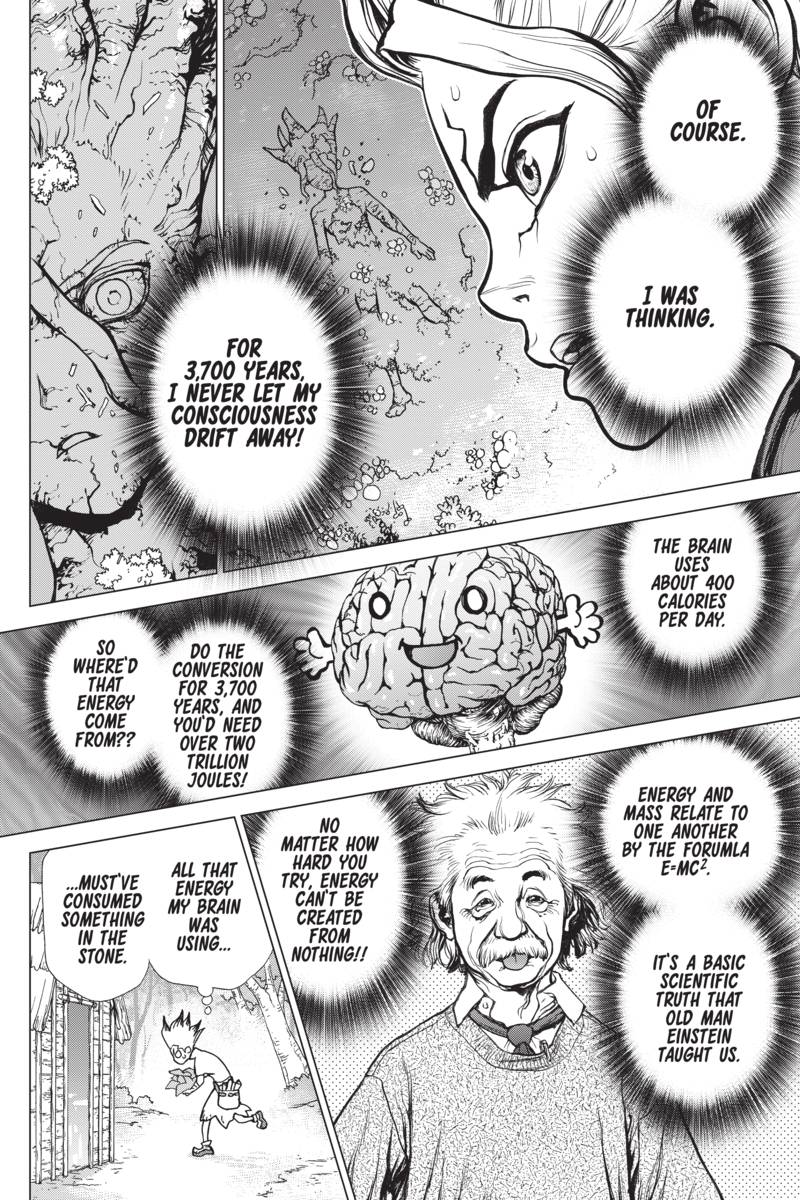 OF
COURSE.
I WAS
THINKING.
FOR
3,700 YEARS,
I NEVER LET MY
CONSCIOUSNESS
DRIFT AWAY!
THE BRAIN
USES
ABOUT 400
CALORIES
PER DAY.
DO THE
CONVERSION
FOR 3,700
YEARS, AND
YOU'D NEED
OVER TWO
TRILLION
JOULES!
SO
WHERE'D
THAT
ENERGY
COME
FROM??
ENERGY AND
MASS RELATE TO
ONE ANOTHER
BY THE FORUMLA
E=MC².
IT'S A BASIC
SCIENTIFIC
TRUTH THAT
OLD MAN
EINSTEIN
TAUGHT US.
NO
MATTER HOW
HARD YOU
TRY, ENERGY
CAN'T BE
CREATED
FROM
NOTHING!!
ALL THAT
ENERGY
MY BRAIN
WAS
USING...
...MUST'VE
CONSUMED
SOMETHING
IN THE
STONE.